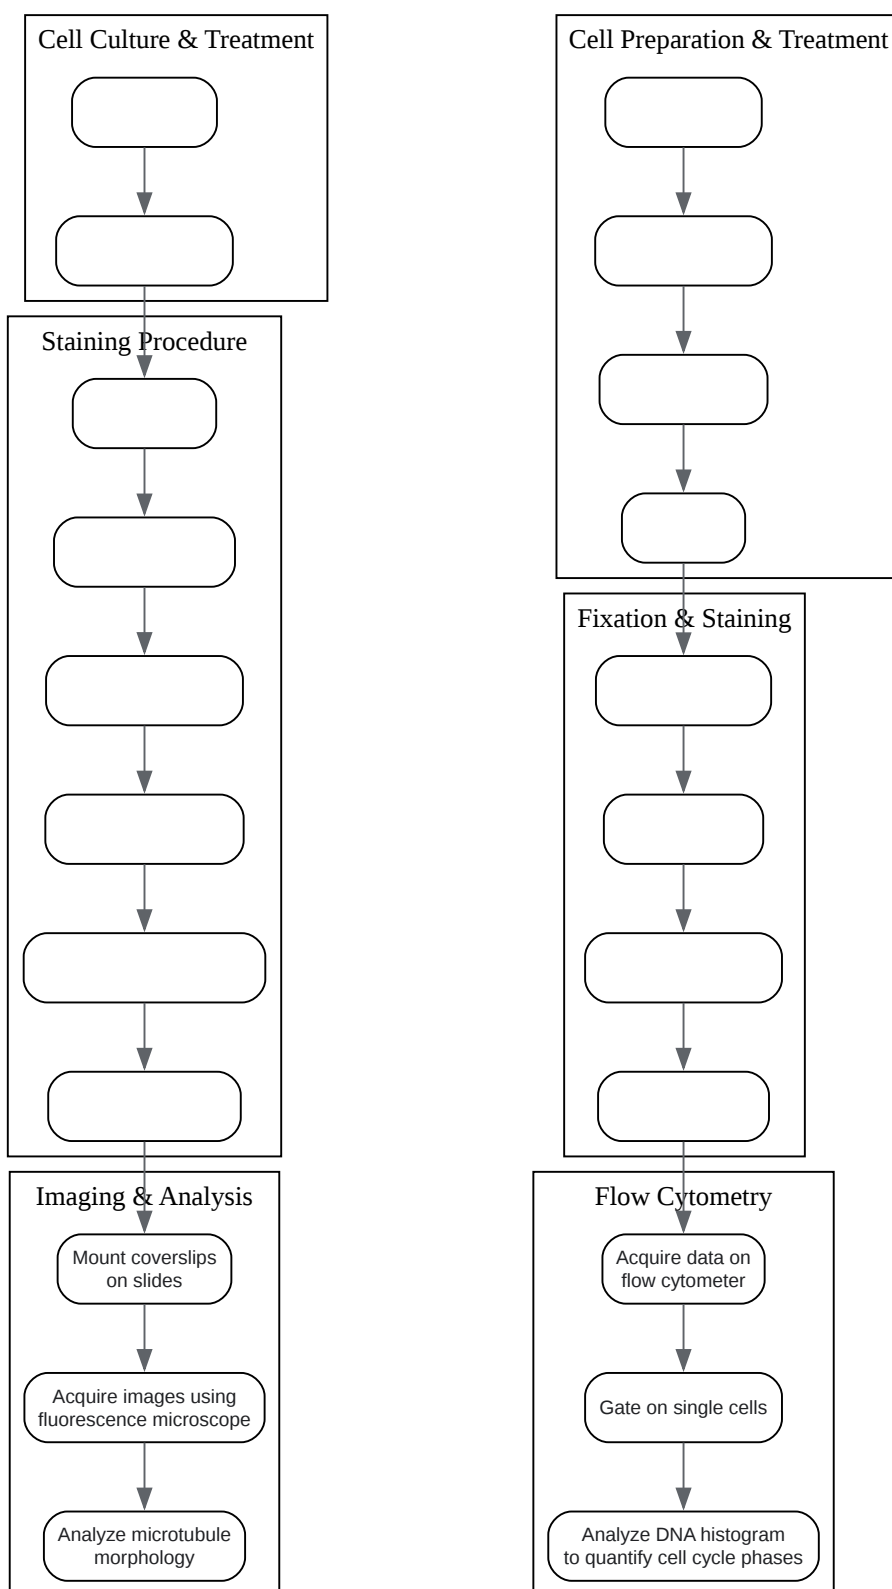 Cell Culture & Treatment
Staining Procedure
Imaging & Analysis
Mount coverslips
on slides
Acquire images using
fluorescence microscope
Analyze microtubule
morphology
Cell Preparation & Treatment
Fixation & Staining
Flow Cytometry
Acquire data on
flow cytometer
Gate on single cells
Analyze DNA histogram
to quantify cell cycle phases